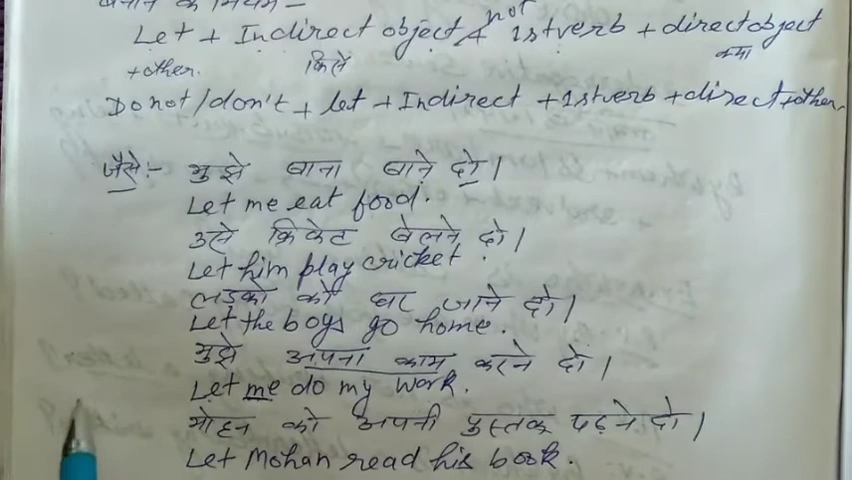 बनाने के नियम –
Let + Indirect object + not 1st verb + direct object
+ other. किसे क्या
Do not/don't + let + Indirect + 1st verb + direct + other.
जैसे:- मुझे खाना खाने दो।
Let me eat food.
उसे क्रिकेट खेलने दो।
Let him play cricket.
लड़को को घर जाने दो।
Let the boys go home.
मुझे अपना काम करने दो।
Let me do my work.
मोहन को अपनी पुस्तक पढ़ने दो।
Let Mohan read his book.